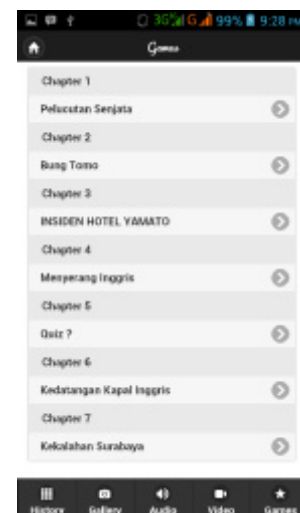 3G G 99% 9:28 PM
Games
Chapter 1
Pelucutan Senjata
Chapter 2
Bung Tomo
Chapter 3
INSIDEN HOTEL YAMATO
Chapter 4
Menyerang Inggris
Chapter 5
Quiz ?
Chapter 6
Kedatangan Kapal Inggris
Chapter 7
Kekalahan Surabaya
History Gallery Audio Video Games